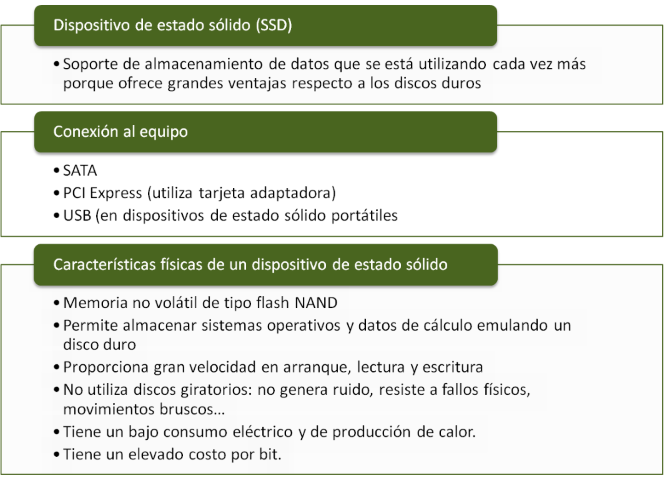 Dispositivo de estado sólido (SSD)
• Soporte de almacenamiento de datos que se está utilizando cada vez más
porque ofrece grandes ventajas respecto a los discos duros
Conexión al equipo
• SATA
• PCI Express (utiliza tarjeta adaptadora)
• USB (en dispositivos de estado sólido portátiles
Características físicas de un dispositivo de estado sólido
• Memoria no volátil de tipo flash NAND
• Permite almacenar sistemas operativos y datos de cálculo emulando un
disco duro
• Proporciona gran velocidad en arranque, lectura y escritura
• No utiliza discos giratorios: no genera ruido, resiste a fallos físicos,
movimientos bruscos...
• Tiene un bajo consumo eléctrico y de producción de calor.
• Tiene un elevado costo por bit.